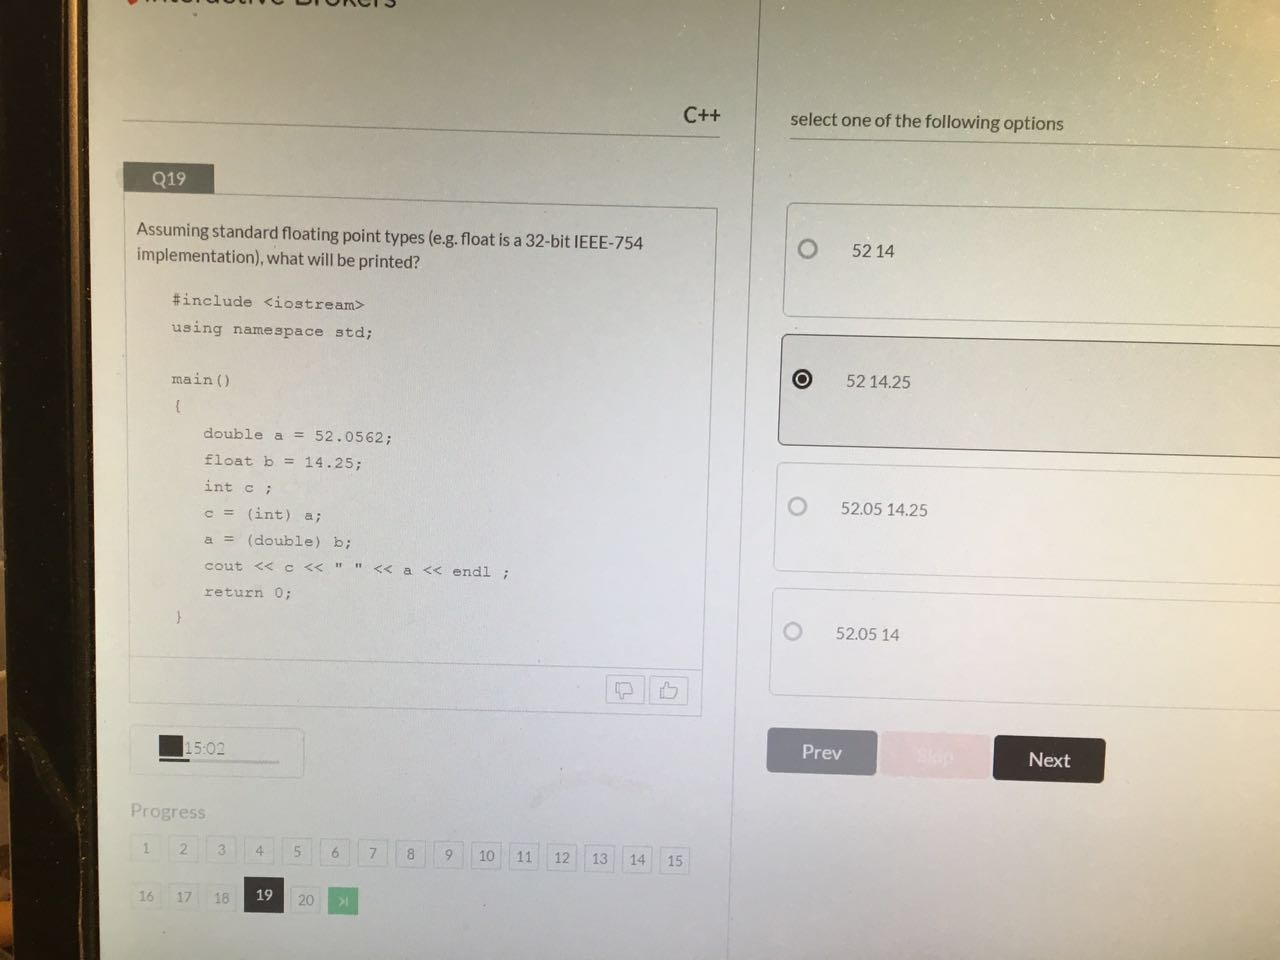 Interactive Brokers
C++
select one of the following options
Q19
Assuming standard floating point types (e.g. float is a 32-bit IEEE-754
implementation), what will be printed?
#include <iostream>
using namespace std;
main()
{
double a = 52.0562;
float b = 14.25;
int c ;
c = (int) a;
a = (double) b;
cout << c << " " << a << endl ;
return 0;
}
52 14
52 14.25
52.05 14.25
52.05 14
15:02
Prev
Skip
Next
Progress
1 2 3 4 5 6 7 8 9 10 11 12 13 14 15
16 17 18 19 20